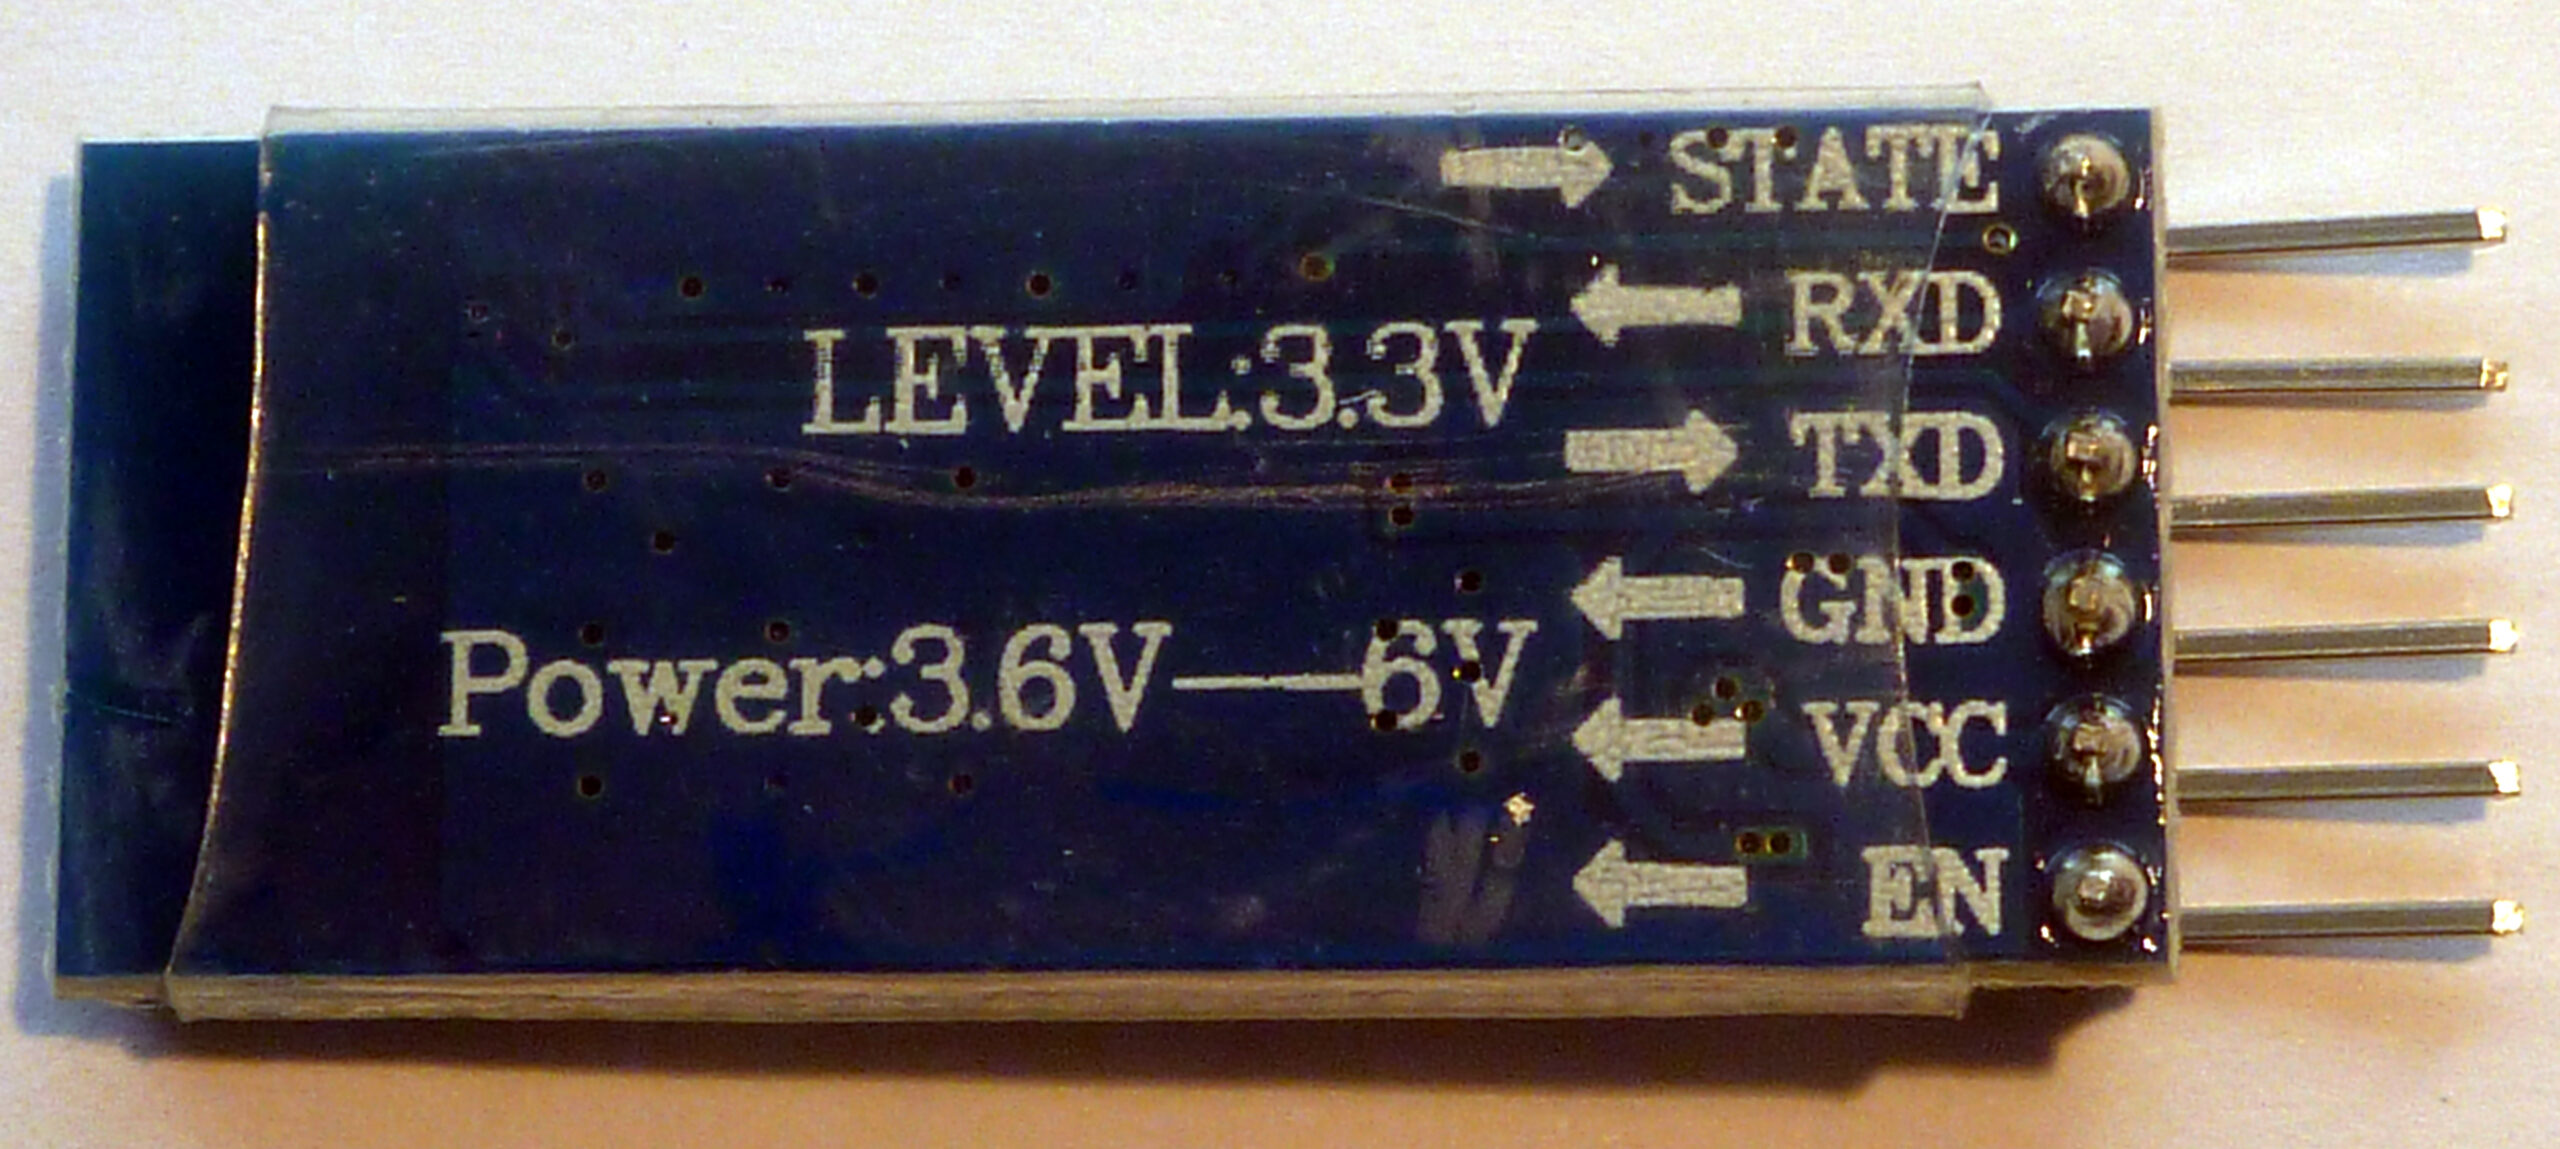 STATE
RXD
LEVEL:3.3V
TXD
GND
Power:3.6V—6V
VCC
EN